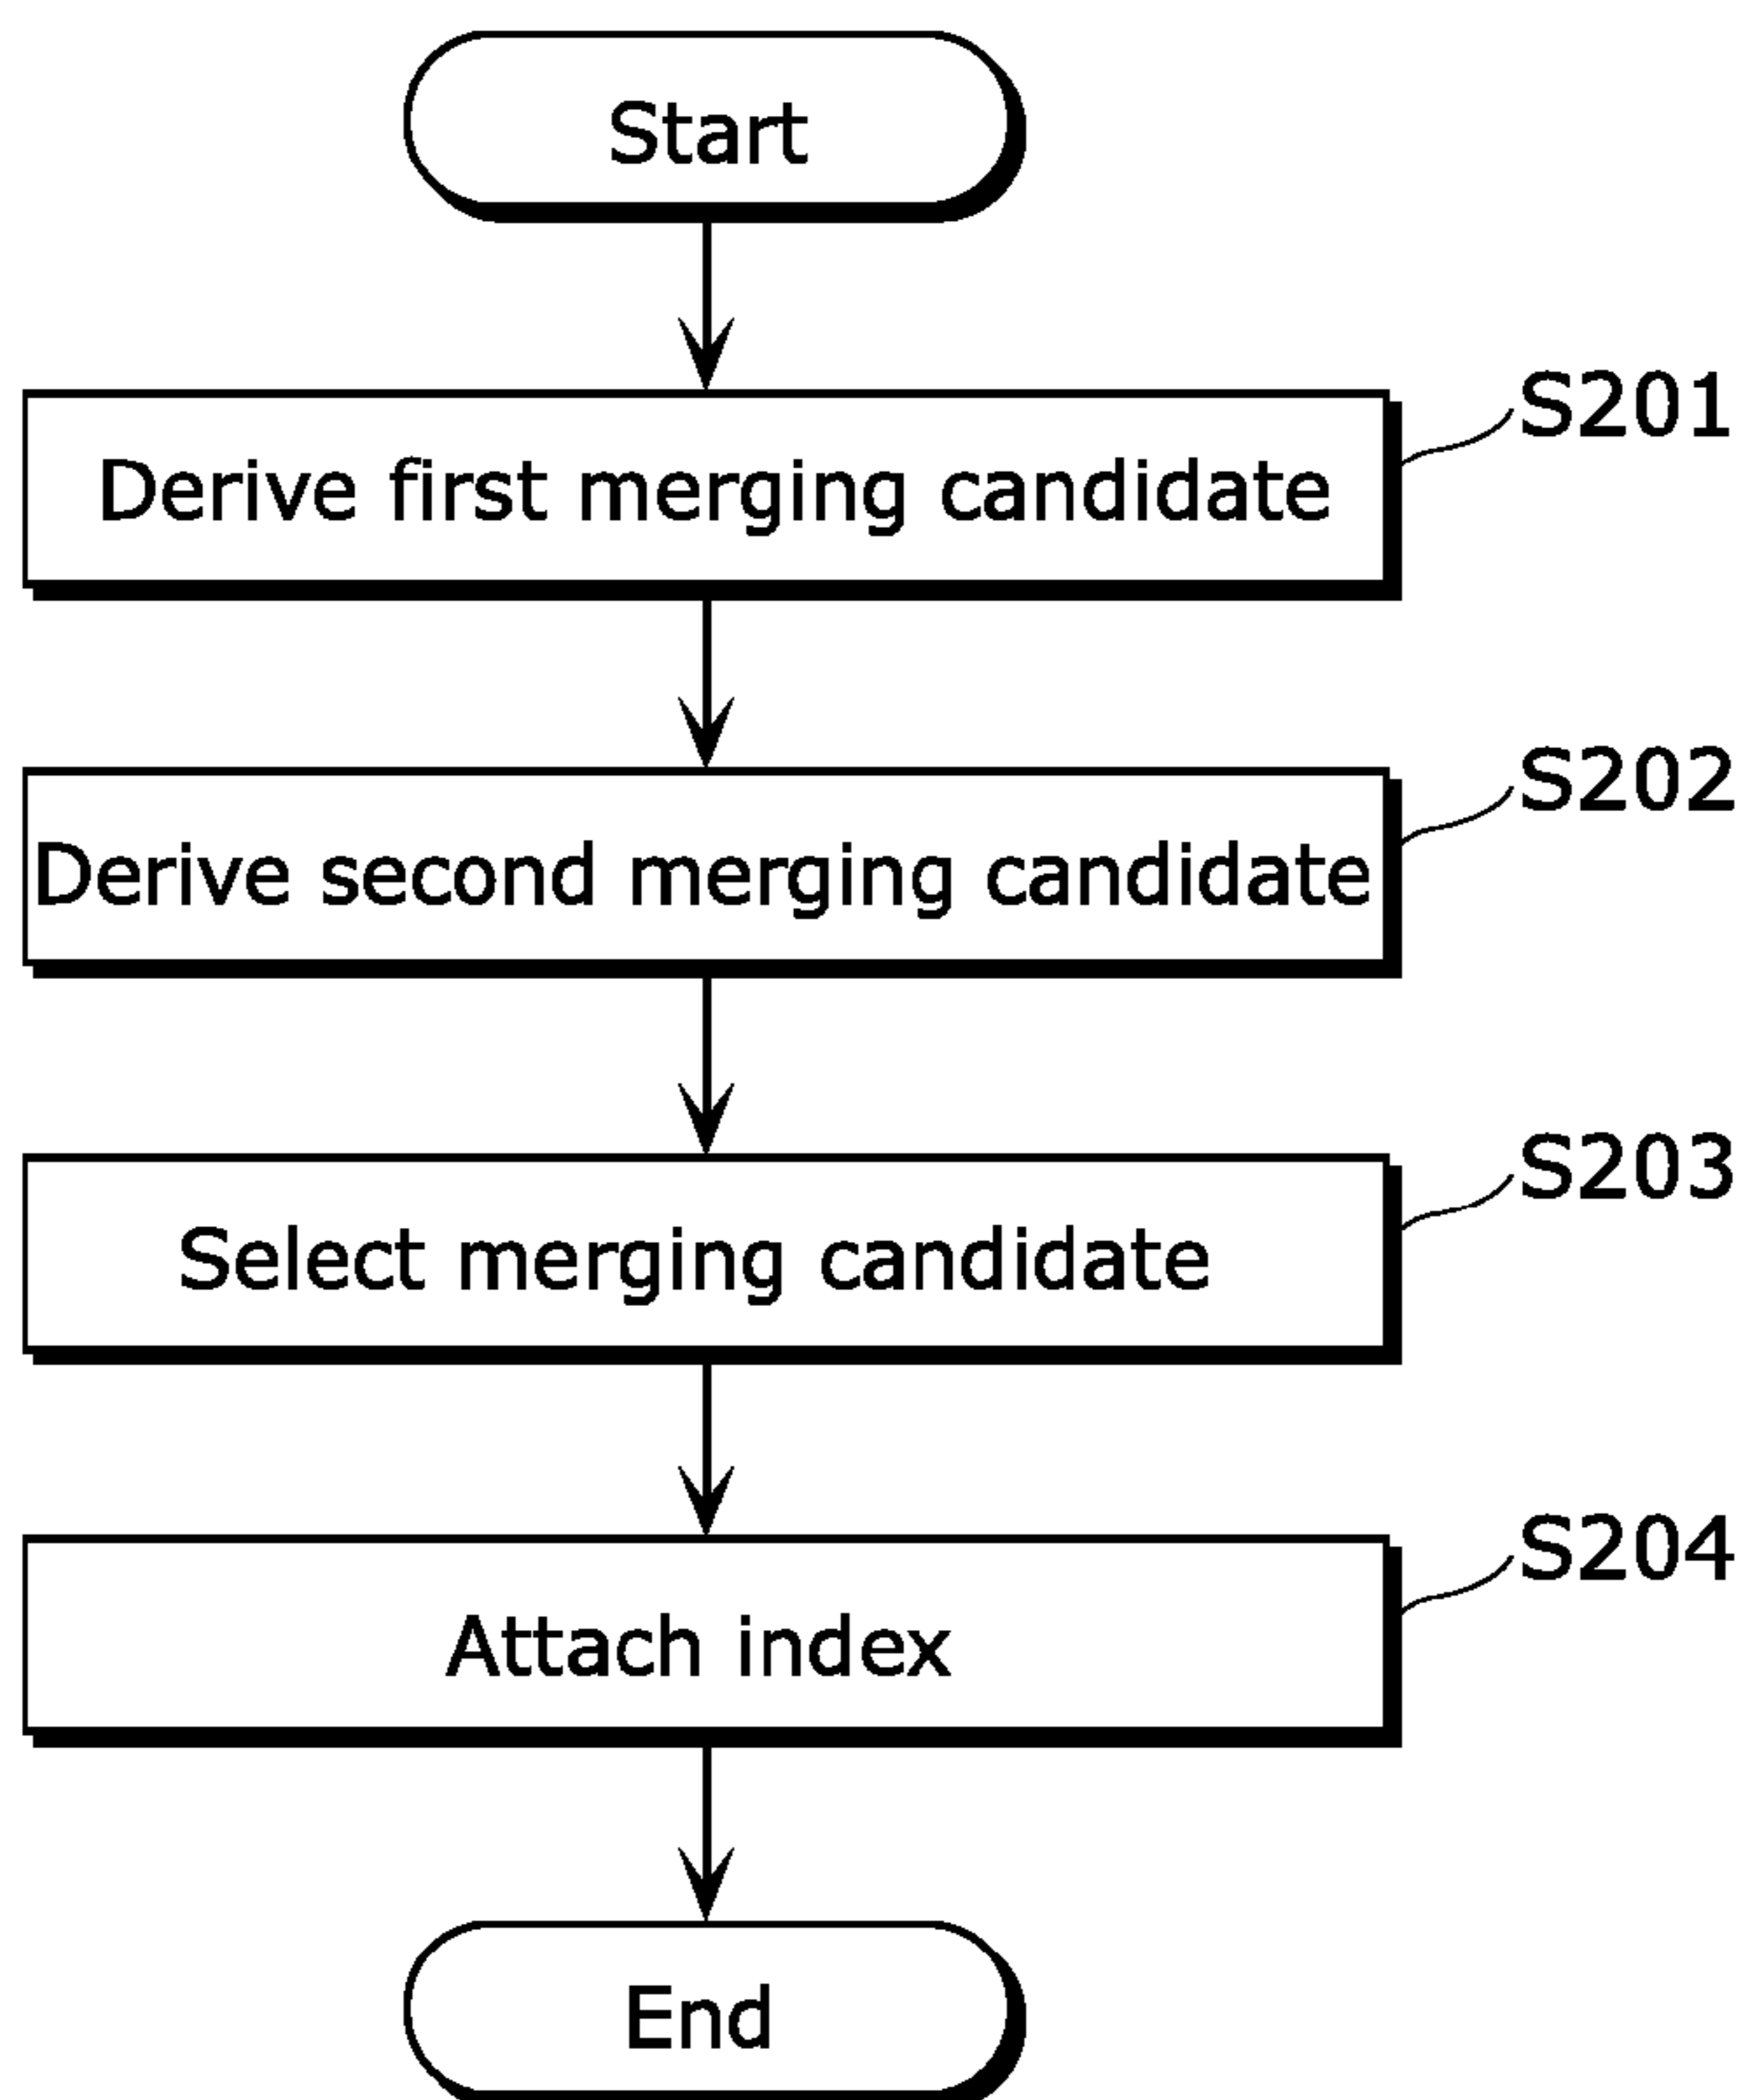 Start
S201
Derive first merging candidate
S202
Derive second merging candidate
S203
Select merging candidate
S204
Attach index
End